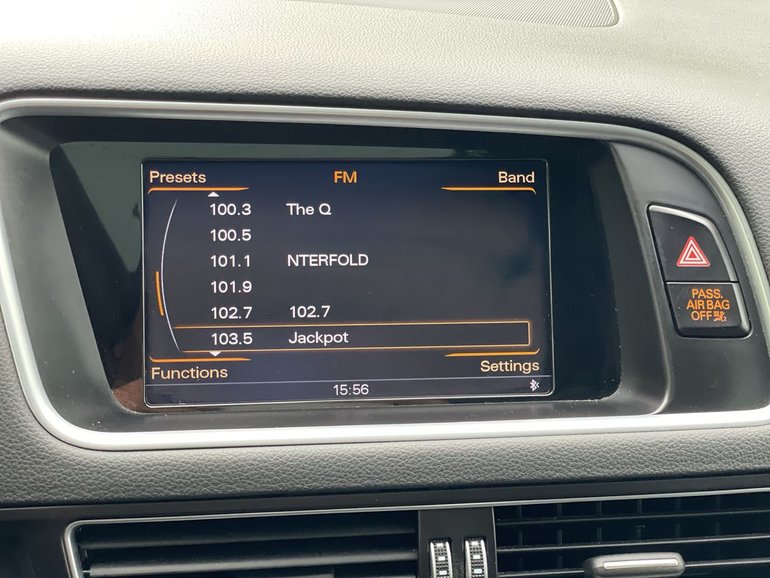 Presets FM Band
100.3 The Q
100.5
101.1 NTERFOLD
101.9
102.7 102.7
103.5 Jackpot
Functions Settings
15:56
PASS.
AIR BAG
OFF